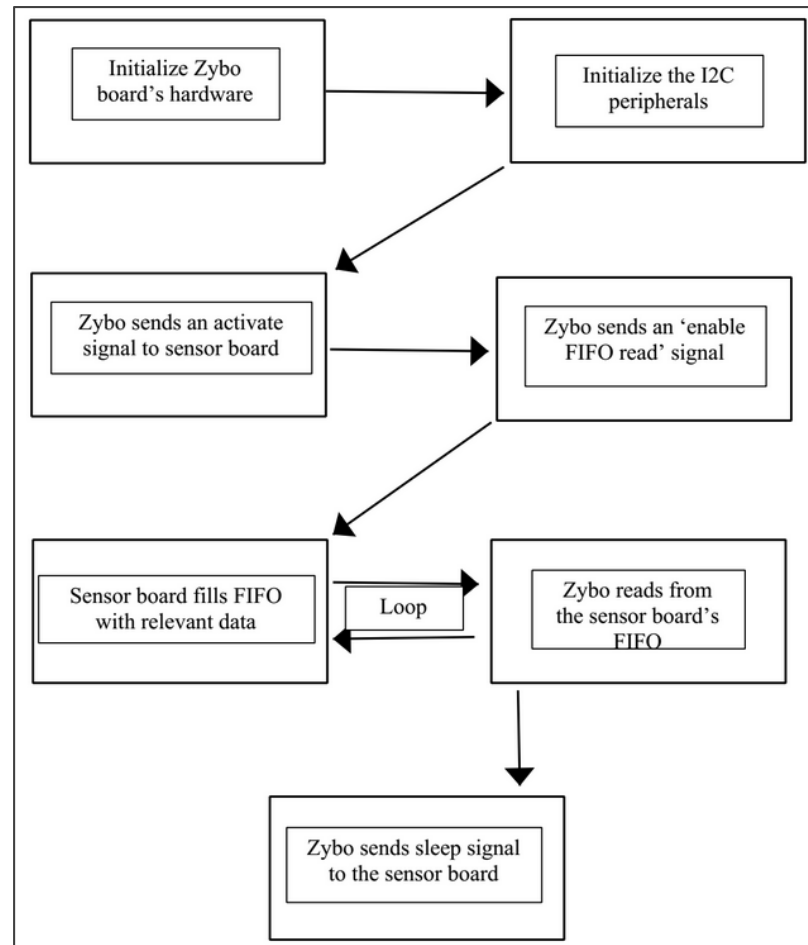 Initialize Zybo
board's hardware
Initialize the I2C
peripherals
Zybo sends an activate
signal to sensor board
Zybo sends an ‘enable
FIFO read’ signal
Sensor board fills FIFO
with relevant data
Loop
Zybo reads from
the sensor board's
FIFO
Zybo sends sleep signal
to the sensor board